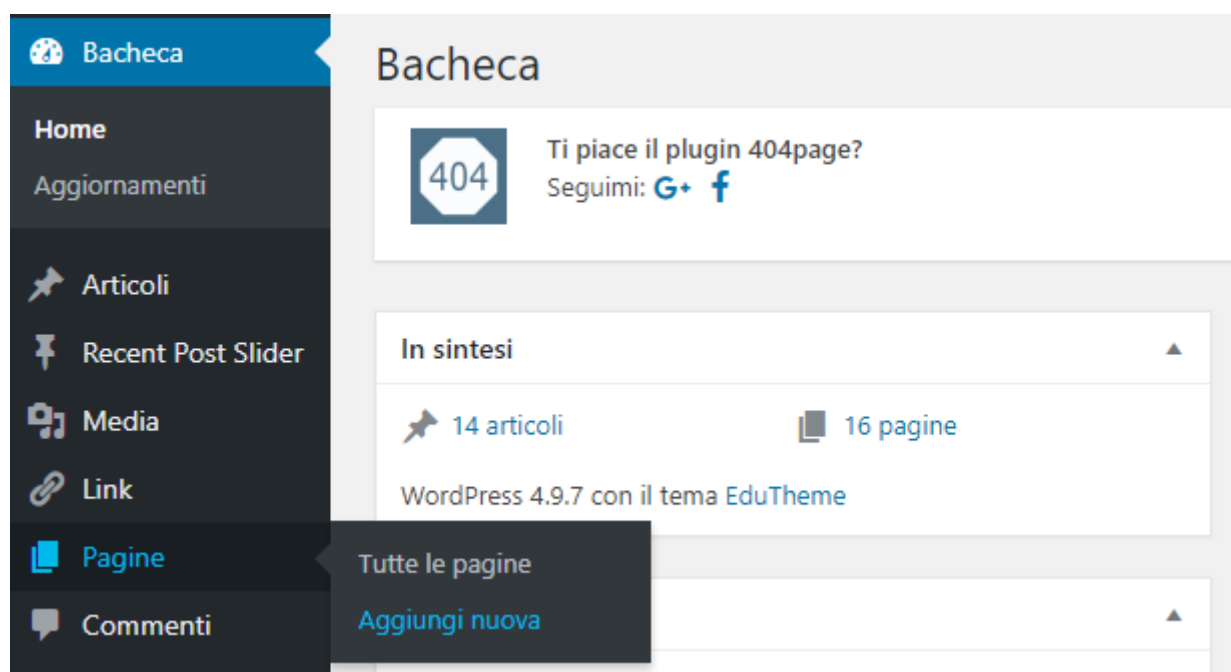 Bacheca
Home
Aggiornamenti
Articoli
Recent Post Slider
Media
Link
Pagine
Commenti
Tutte le pagine
Aggiungi nuova
Bacheca
404
Ti piace il plugin 404page?
Seguimi: G+ f
In sintesi
14 articoli 16 pagine
WordPress 4.9.7 con il tema EduTheme